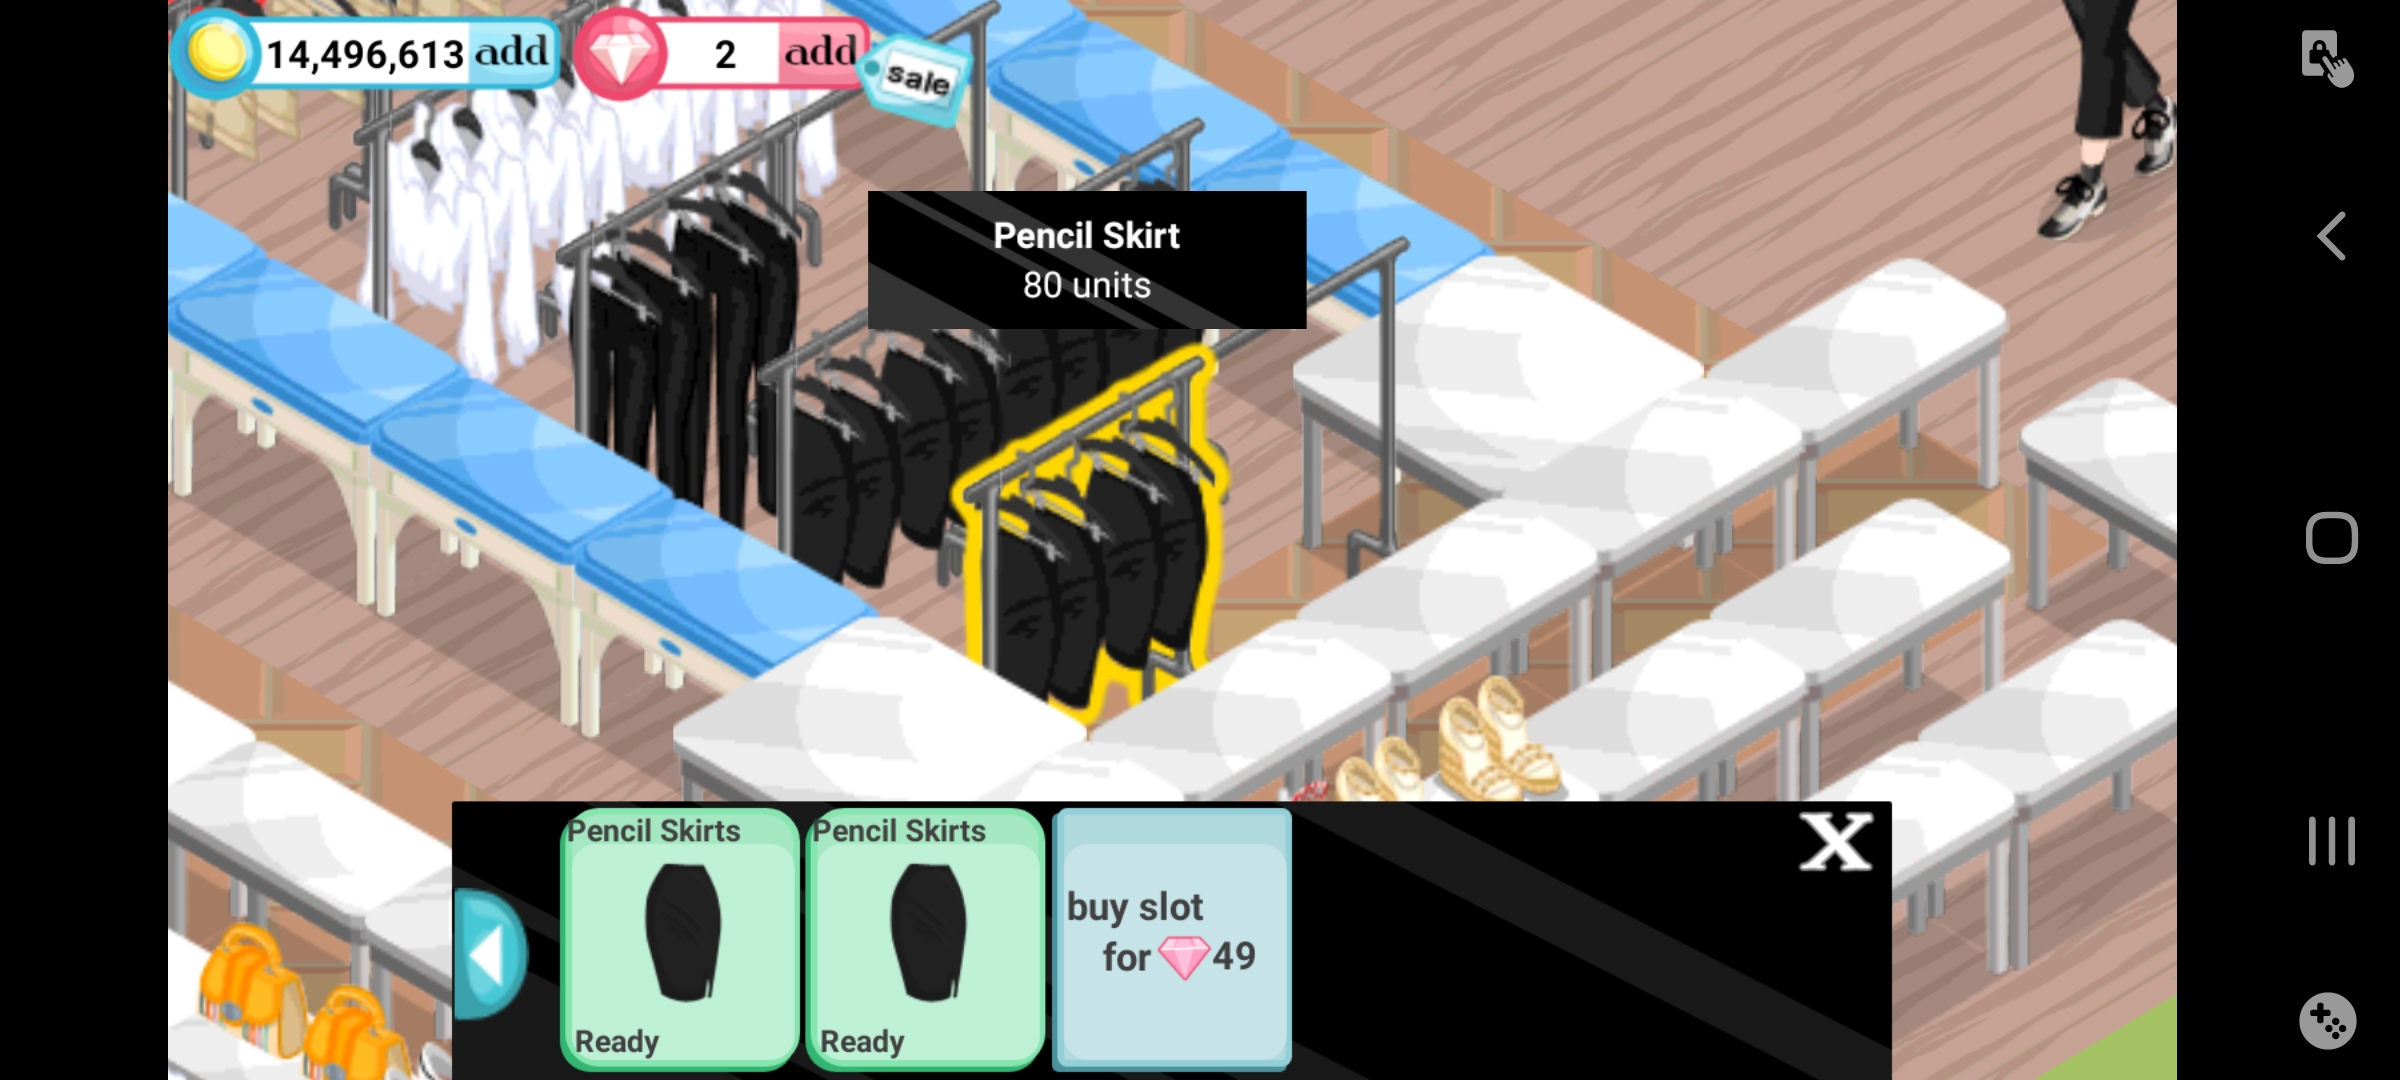 14,496,613 add 2 add
sale
Pencil Skirt
80 units
Pencil Skirts Pencil Skirts
X
buy slot
for 49
Ready Ready